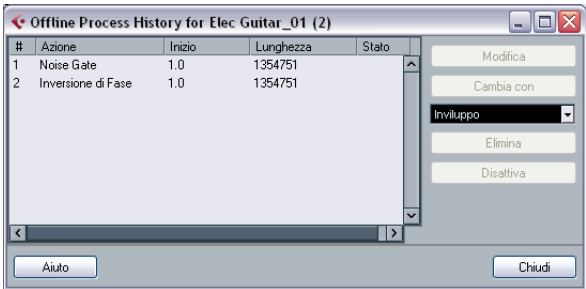 Offline Process History for Elec Guitar_01 (2)
# Azione Inizio Lunghezza Stato
1 Noise Gate 1.0 1354751
2 Inversione di Fase 1.0 1354751
Modifica
Cambia con
Inviluppo
Elimina
Disattiva
Aiuto
Chiudi